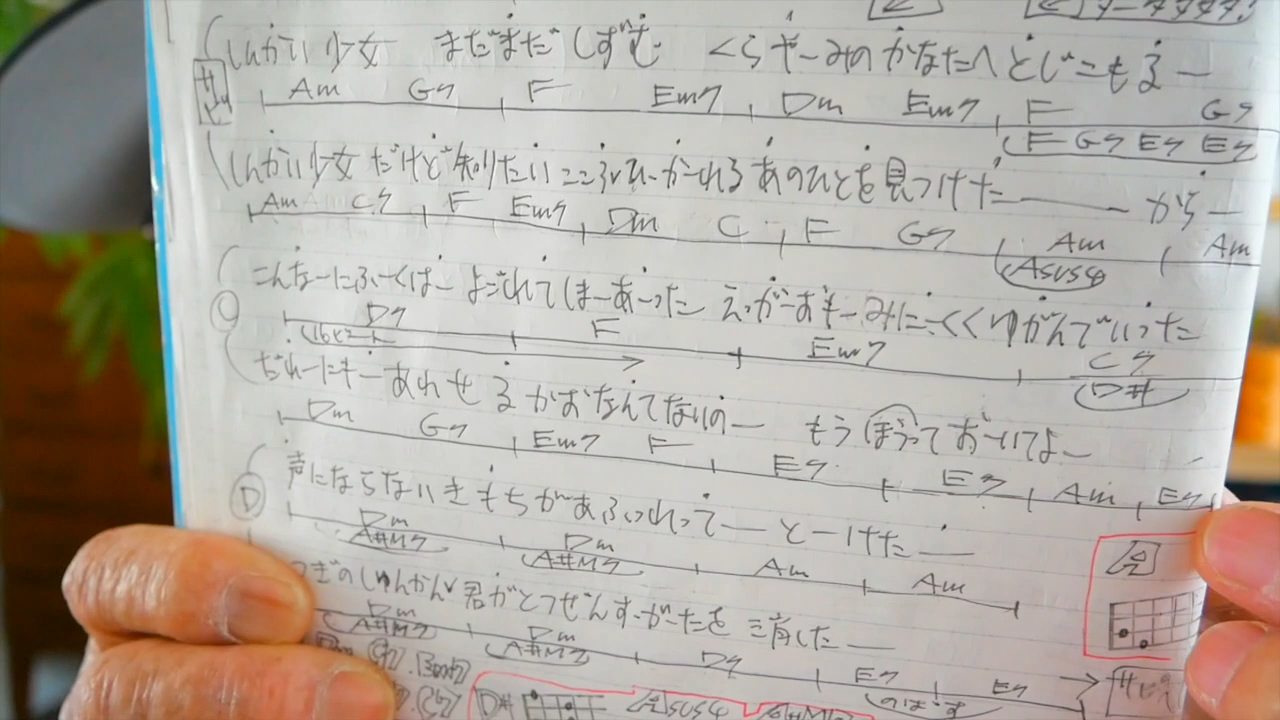 しんかい少女 まだまだしずむ くらやーみのかなたへとじこもるー
サビ Am G7 F Em7 Dm Em7 F G7
F G7 E7 E7
しんかい少女 だけど 知りたい こころひーかーれる あのひとを見つけたー からー
Am C7 F Em7 Dm C F G7 Am Am
Asus4
こんなーにふーくはー よごれてしまーあーった えーがーおもーみにーくくゆがんでいった
C D7 F Em7 C7
D#
だれーにもーあわせるかおなんてないのー もうほうって おーいてよー
Dm G7 Em7 F E7 E7 Am E7
声にならないきもちがあふれってー とーけたー
D Dm Dm Am Am
A#M7 A#M7
つぎのしゅんかん 君がとつぜんすーがーたを 消したー
Dm Dm D7 E7 E7
A#M7 A#M7 のばす
D# sus4